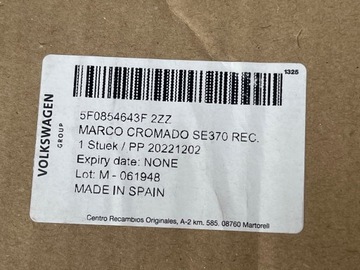 1325
VOLKSWAGEN
GROUP
5F0854643F 2ZZ
MARCO CROMADO SE370 REC.
1 Stuek / PP 20221202
Expiry date: NONE
Lot: M - 061948
MADE IN SPAIN
Centro Recambios Originales, A-2 km. 585. 08760 Martorell